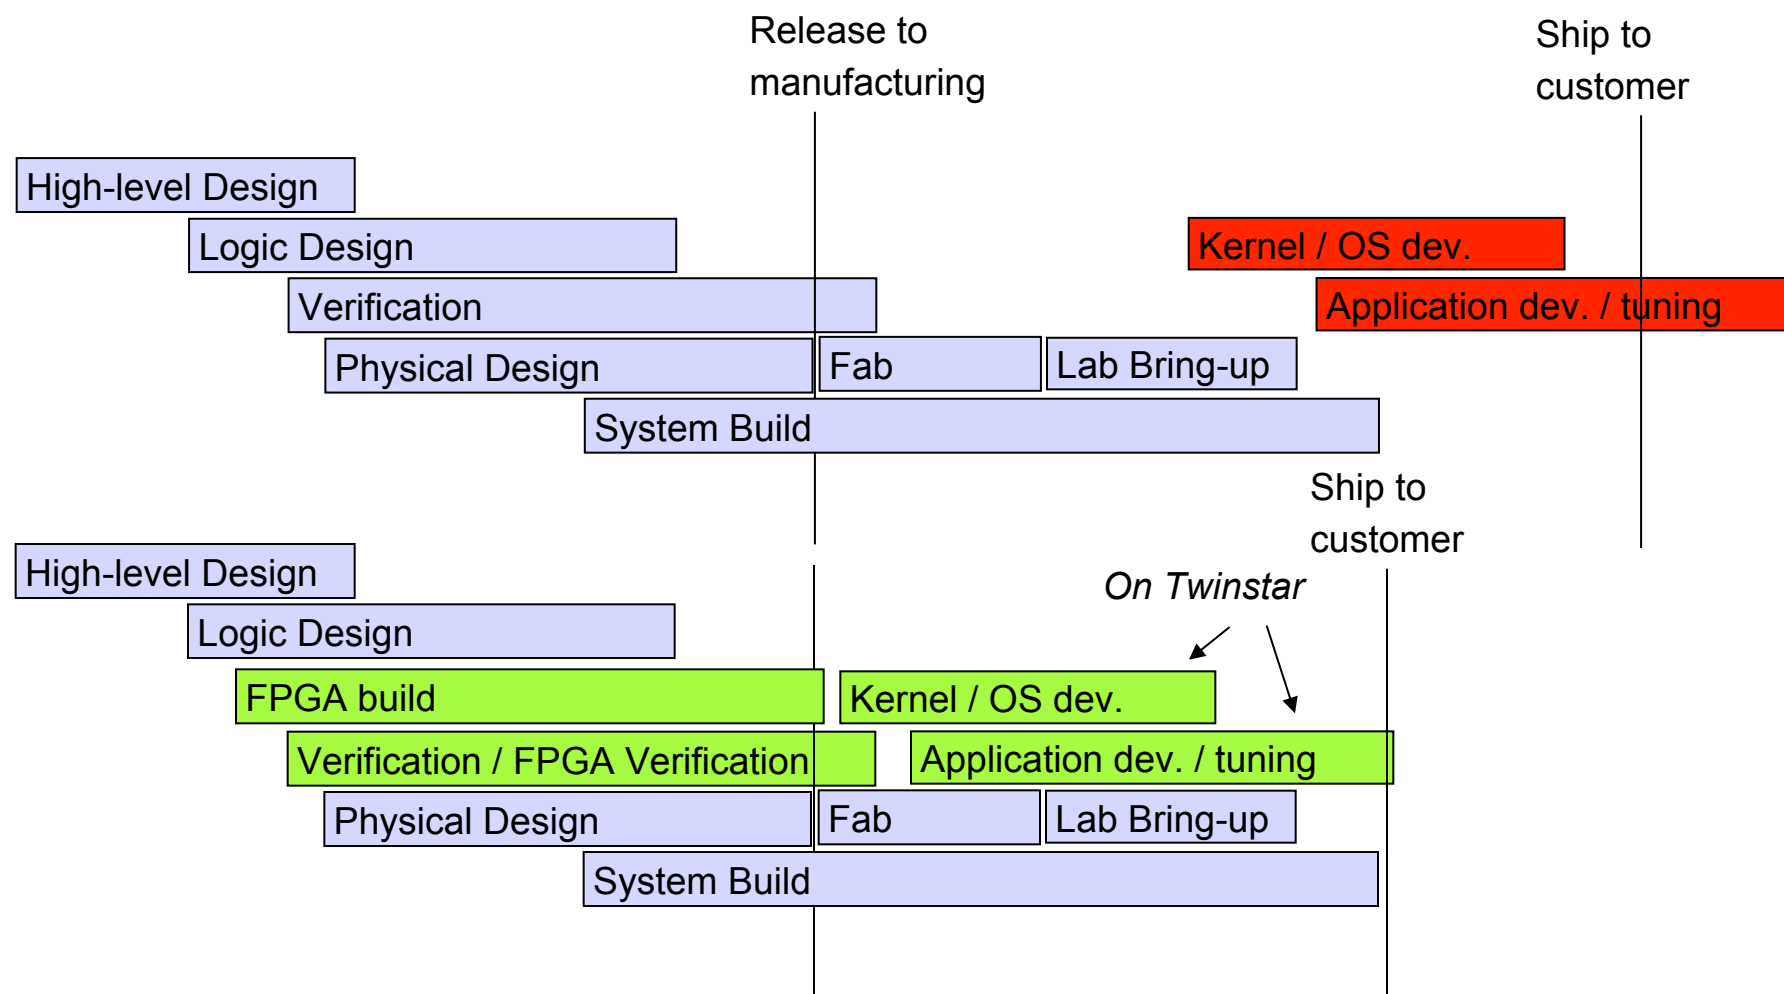 Release to
manufacturing
Ship to
customer
High-level Design
Logic Design
Kernel / OS dev.
Verification
Application dev. / tuning
Physical Design
Fab
Lab Bring-up
System Build
Ship to
customer
High-level Design
On Twinstar
Logic Design
FPGA build
Kernel / OS dev.
Verification / FPGA Verification
Application dev. / tuning
Physical Design
Fab
Lab Bring-up
System Build